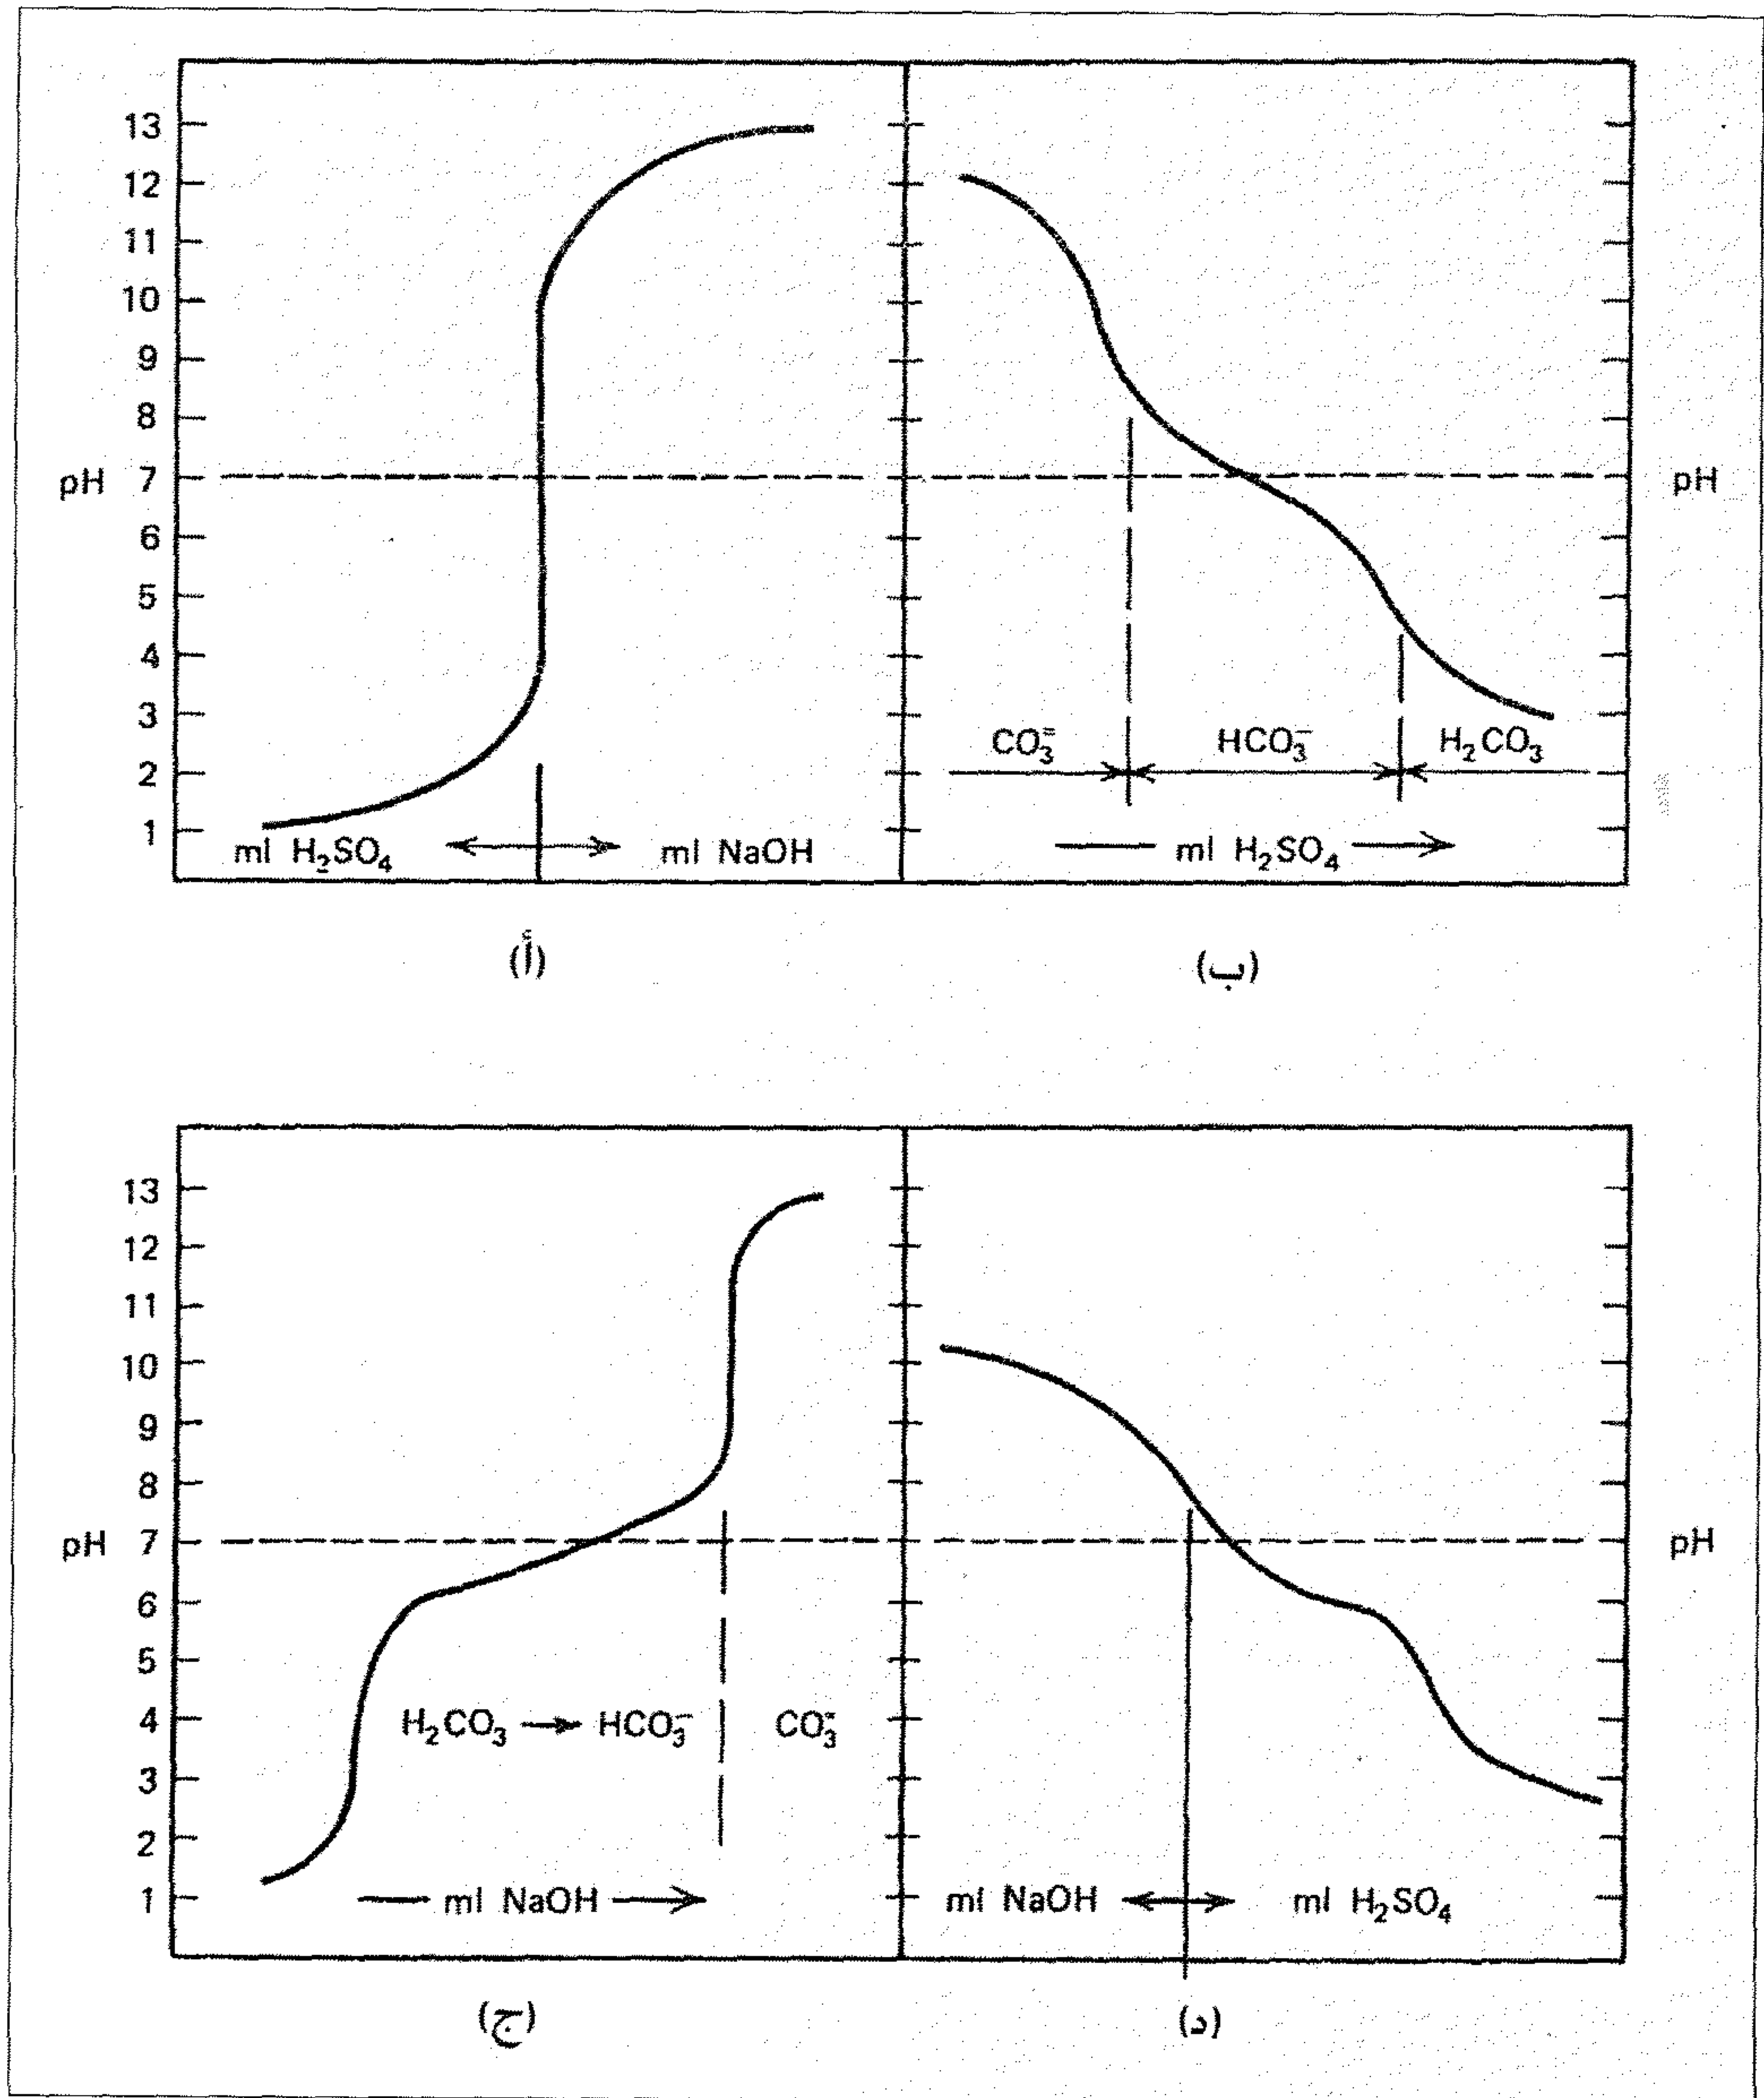 13
12
11
10
9
8
pH 7 pH
6
5
4
3
2
1
CO₃⁼ HCO₃⁻ H₂CO₃
ml H₂SO₄ ml NaOH
ml H₂SO₄
(أ)
(ب)
13
12
11
10
9
8
pH 7 pH
6
5
4
3
2
1
H₂CO₃ → HCO₃⁻ CO₃⁼
ml NaOH
ml NaOH ml H₂SO₄
(ج)
(د)